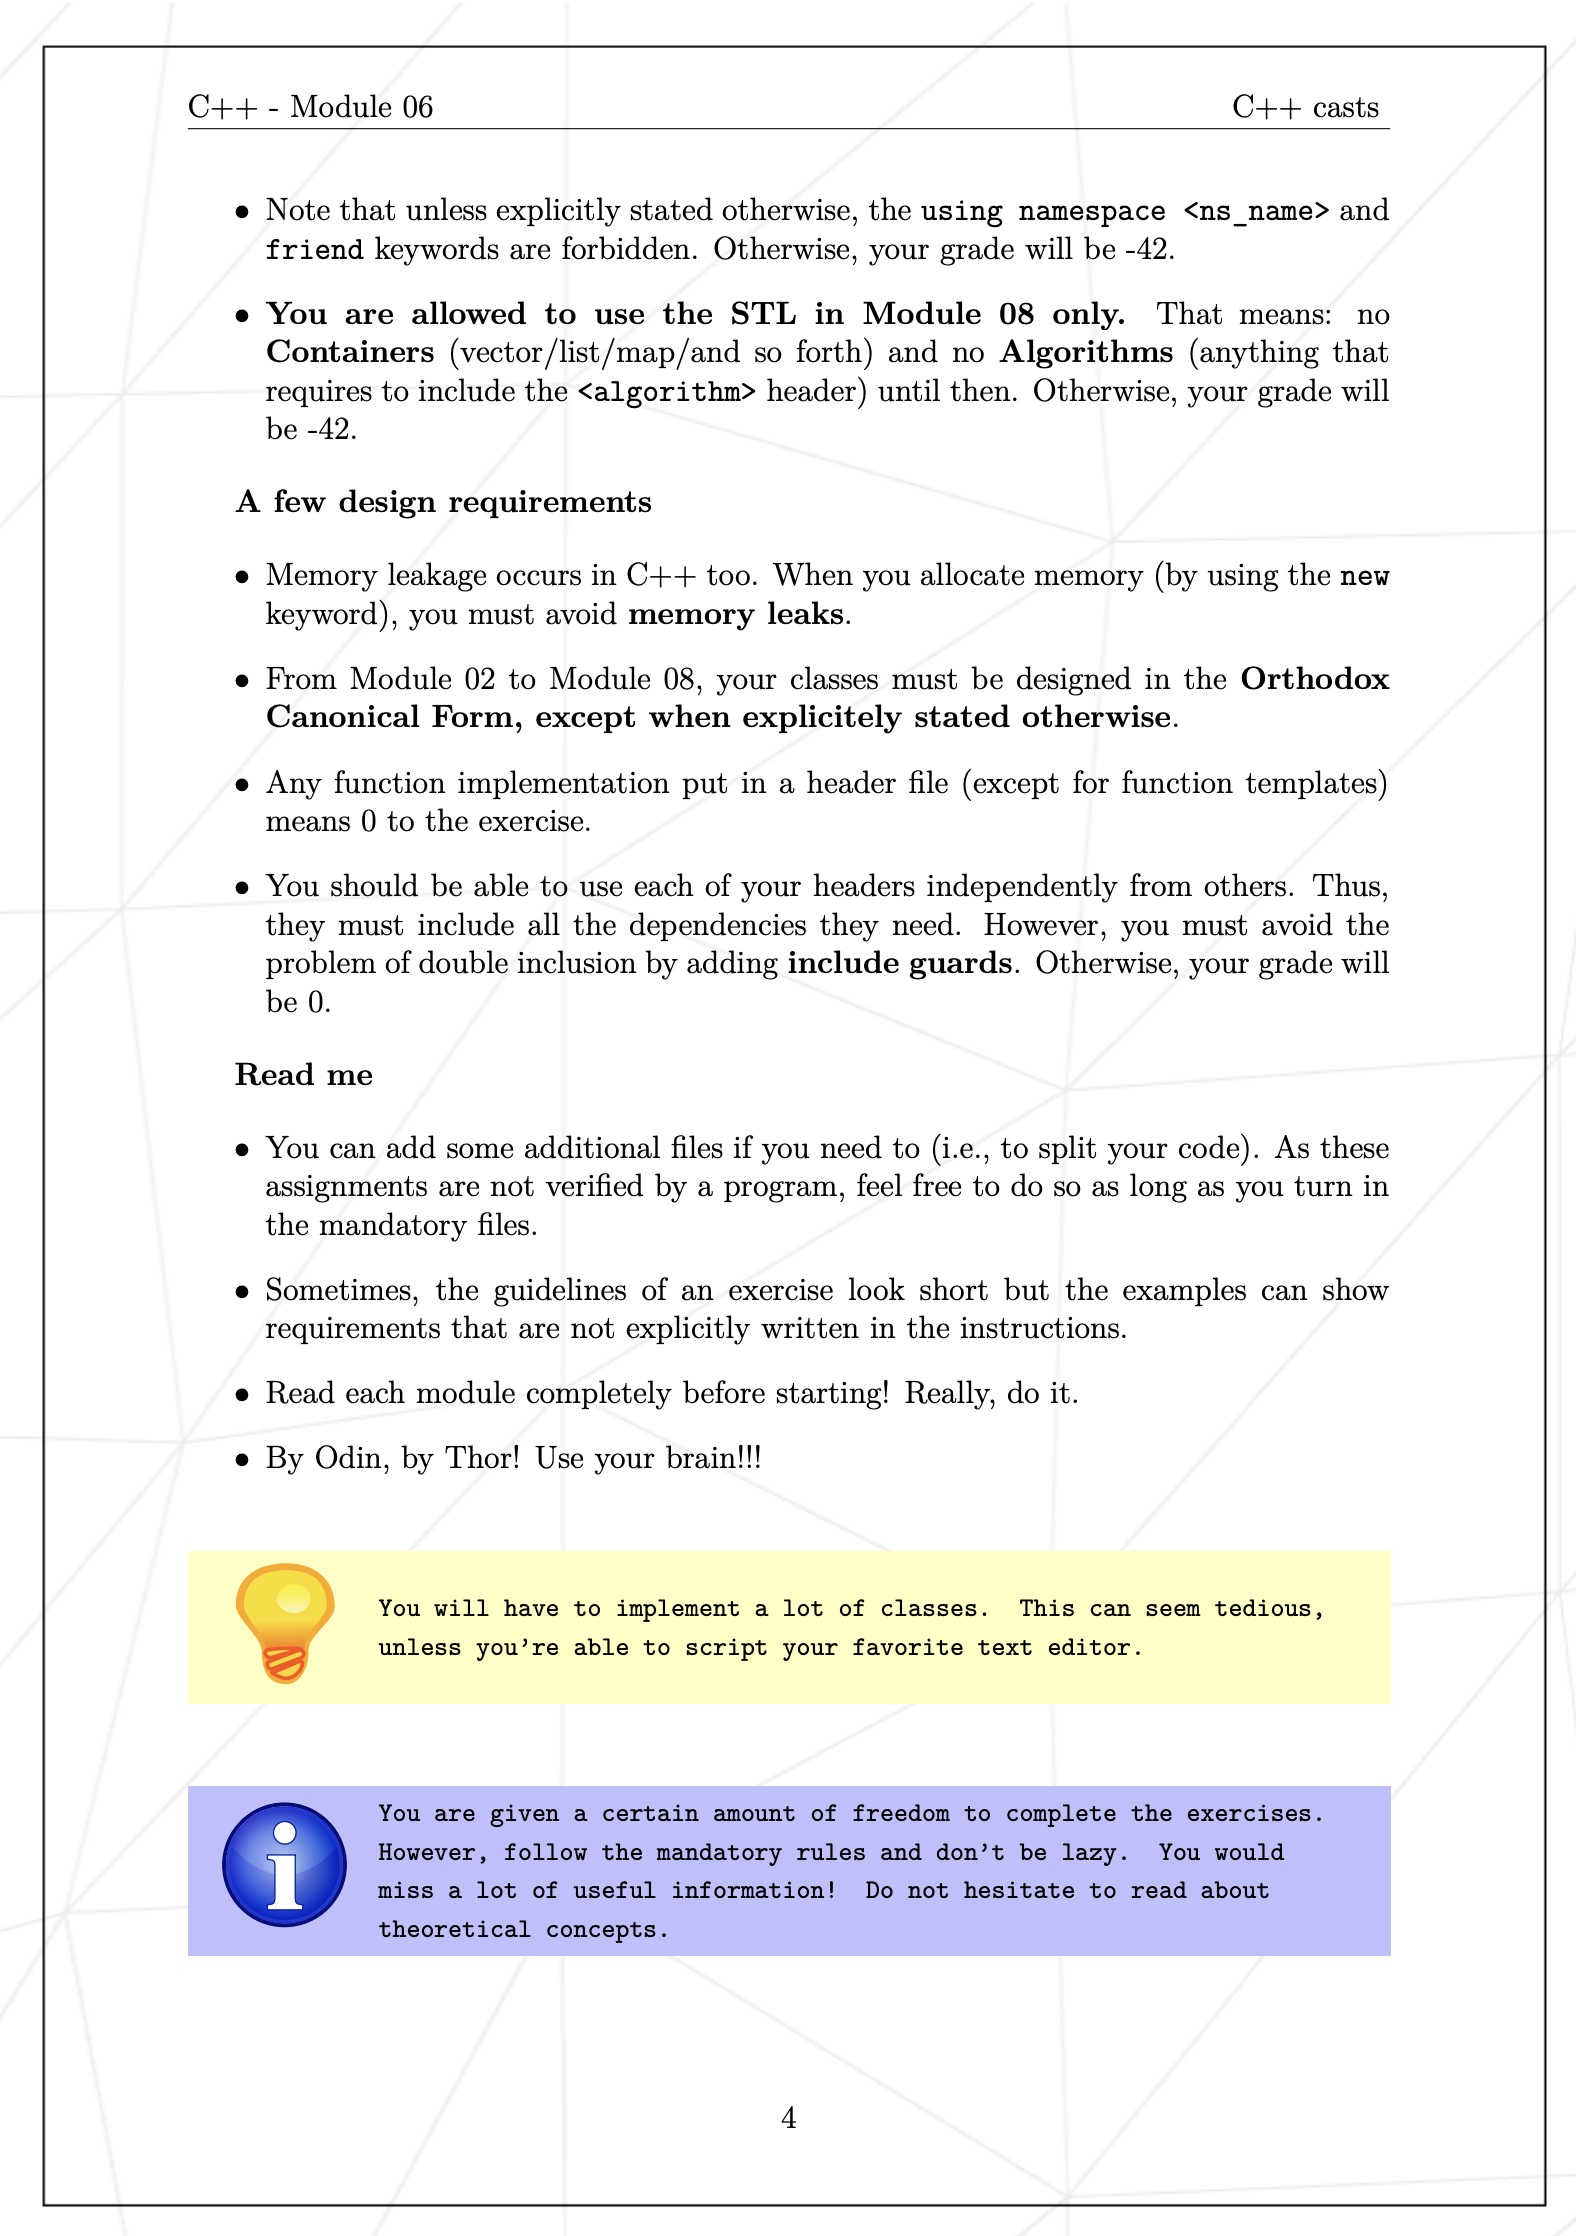 C++ - Module 06
C++ casts
• Note that unless explicitly stated otherwise, the using namespace <ns_name> and
friend keywords are forbidden. Otherwise, your grade will be -42.
• You are allowed to use the STL in Module 08 only. That means: no
Containers (vector/list/map/and so forth) and no Algorithms (anything that
requires to include the <algorithm> header) until then. Otherwise, your grade will
be -42.
A few design requirements
• Memory leakage occurs in C++ too. When you allocate memory (by using the new
keyword), you must avoid memory leaks.
• From Module 02 to Module 08, your classes must be designed in the Orthodox
Canonical Form, except when explicitely stated otherwise.
• Any function implementation put in a header file (except for function templates)
means 0 to the exercise.
• You should be able to use each of your headers independently from others. Thus,
they must include all the dependencies they need. However, you must avoid the
problem of double inclusion by adding include guards. Otherwise, your grade will
be 0.
Read me
• You can add some additional files if you need to (i.e., to split your code). As these
assignments are not verified by a program, feel free to do so as long as you turn in
the mandatory files.
• Sometimes, the guidelines of an exercise look short but the examples can show
requirements that are not explicitly written in the instructions.
• Read each module completely before starting! Really, do it.
• By Odin, by Thor! Use your brain!!!
You will have to implement a lot of classes. This can seem tedious,
unless you're able to script your favorite text editor.
You are given a certain amount of freedom to complete the exercises.
However, follow the mandatory rules and don't be lazy. You would
miss a lot of useful information! Do not hesitate to read about
theoretical concepts.
4